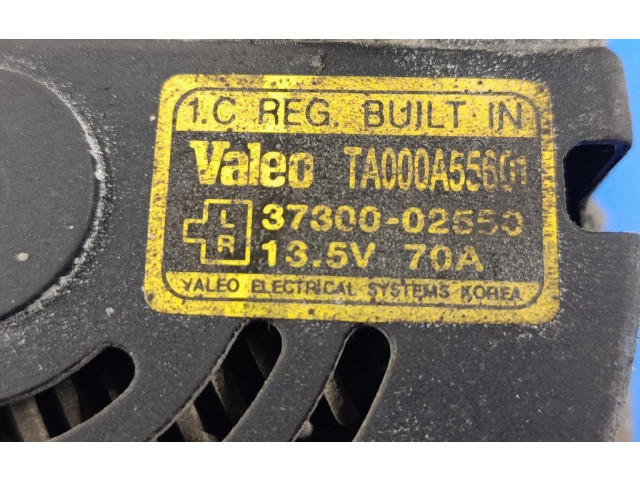 I.C REG. BUILT IN
Valeo TA000A55601
L 37300-02550
R 13.5V 70A
VALEO ELECTRICAL SYSTEMS KOREA